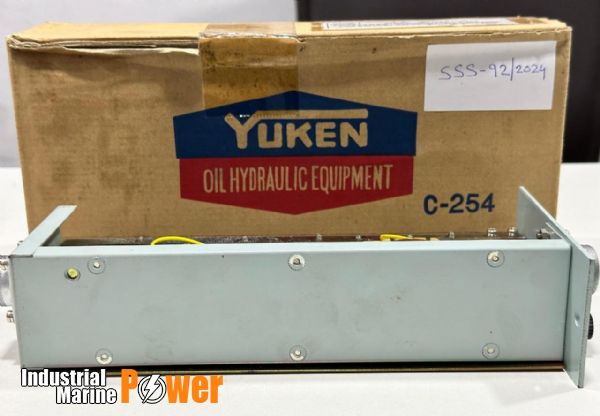 SSS-92/2024
YUKEN
OIL HYDRAULIC EQUIPMENT
C-254
Industrial
Marine
Power